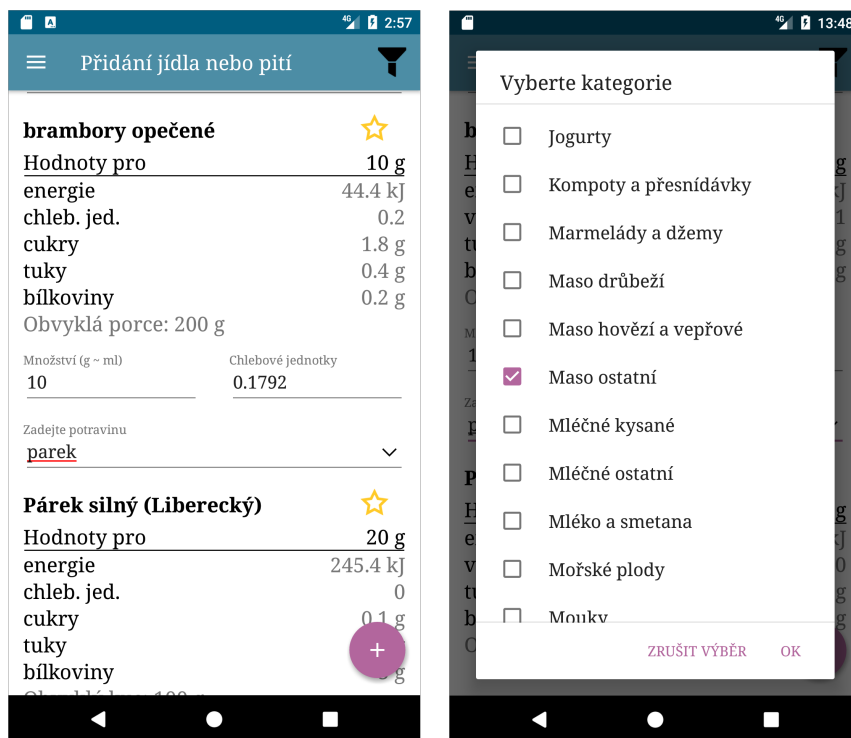 4G 2:57
Přidání jídla nebo pití
brambory opečené
Hodnoty pro 10 g
energie 44.4 kJ
chleb. jed. 0.2
cukry 1.8 g
tuky 0.4 g
bílkoviny 0.2 g
Obvyklá porce: 200 g
Množství (g ~ ml) Chlebové jednotky
10 0.1792
Zadejte potravinu
parek
Párek silný (Liberecký)
Hodnoty pro 20 g
energie 245.4 kJ
chleb. jed. 0
cukry 0.1 g
tuky
bílkoviny g
4G 13:48
Vyberte kategorie
Jogurty
Kompoty a přesnídávky
Marmelády a džemy
Maso drůbeží
Maso hovězí a vepřové
Maso ostatní
Mléčné kysané
Mléčné ostatní
Mléko a smetana
Mořské plody
Mouky
ZRUŠIT VÝBĚR OK